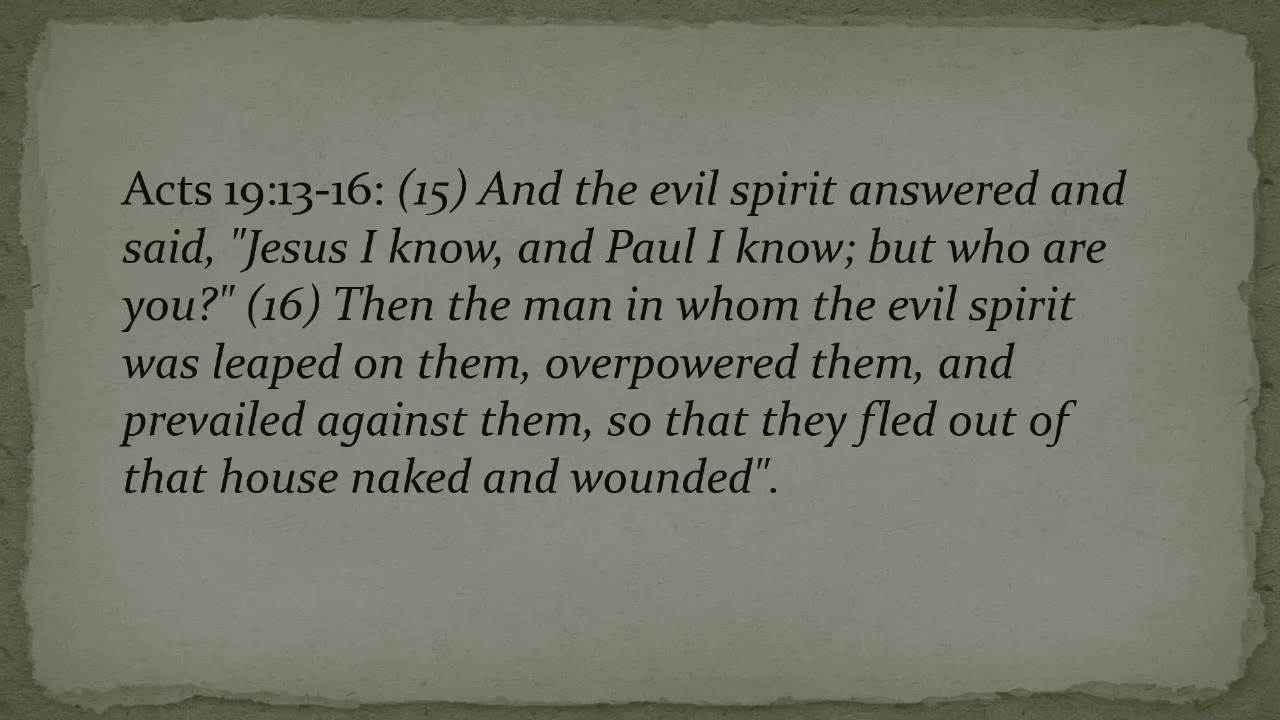 Acts 19:13-16: (15) And the evil spirit answered and
said, "Jesus I know, and Paul I know; but who are
you?" (16) Then the man in whom the evil spirit
was leaped on them, overpowered them, and
prevailed against them, so that they fled out of
that house naked and wounded".